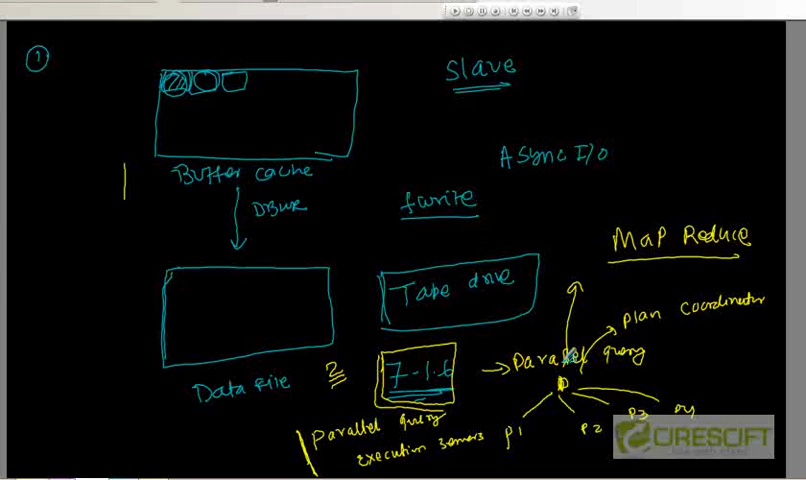 1
Slave
Buffer cache
ASync I/O
DBWR
fwrite
Map Reduce
Tape drive
Plan coordinator
7-1.6
Parallel query
2
Data File
Parallel query
execution servers
P1
P2
P3